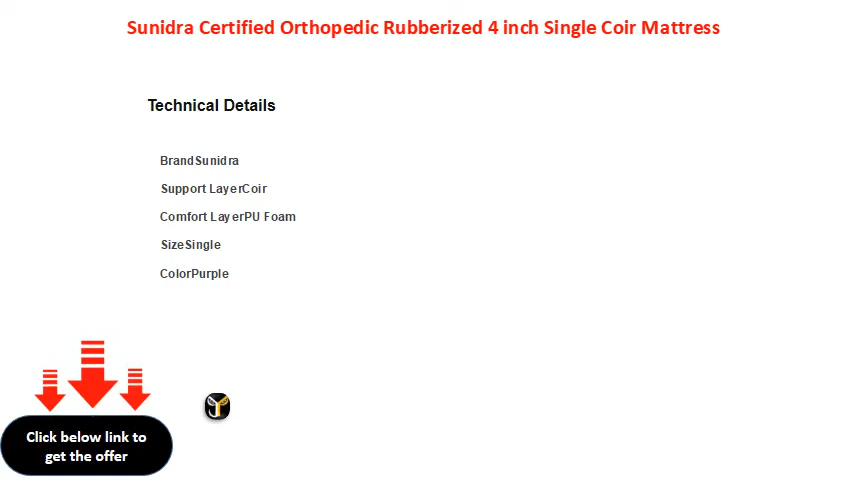 Sunidra Certified Orthopedic Rubberized 4 inch Single Coir Mattress
Technical Details
BrandSunidra
Support LayerCoir
Comfort LayerPU Foam
SizeSingle
ColorPurple
Click below link to
get the offer